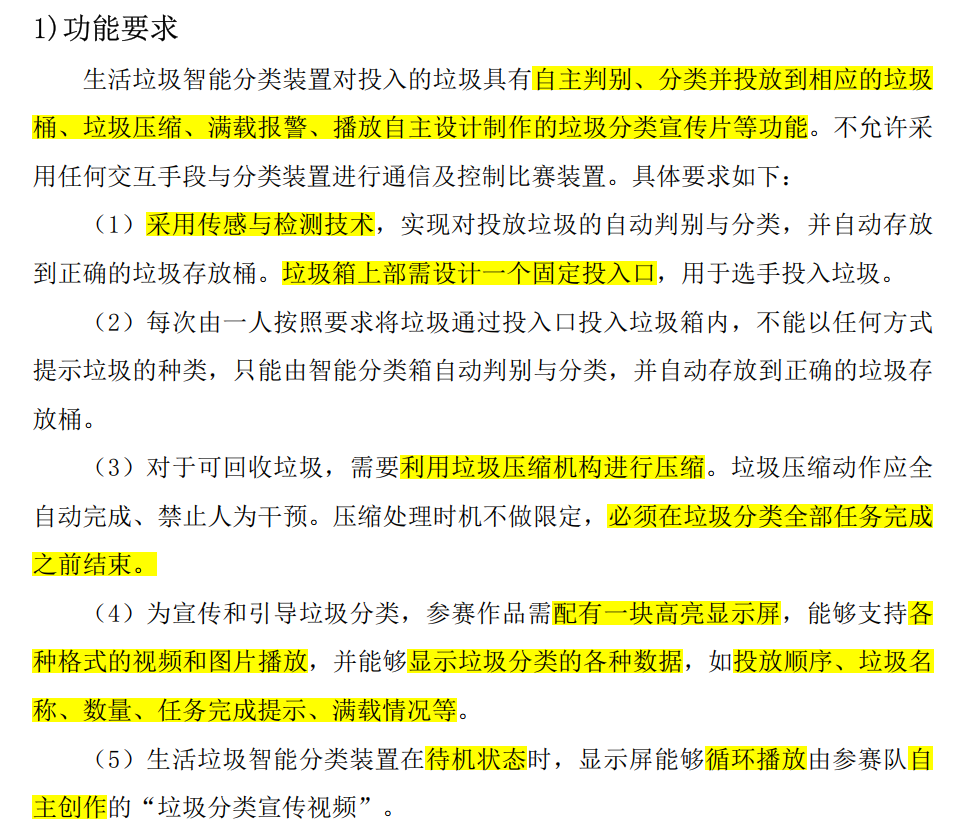 1)功能要求
生活垃圾智能分类装置对投入的垃圾具有自主判别、分类并投放到相应的垃圾
桶、垃圾压缩、满载报警、播放自主设计制作的垃圾分类宣传片等功能。不允许采
用任何交互手段与分类装置进行通信及控制比赛装置。具体要求如下：
（1）采用传感与检测技术，实现对投放垃圾的自动判别与分类，并自动存放
到正确的垃圾存放桶。垃圾箱上部需设计一个固定投入口，用于选手投入垃圾。
（2）每次由一人按照要求将垃圾通过投入口投入垃圾箱内，不能以任何方式
提示垃圾的种类，只能由智能分类箱自动判别与分类，并自动存放到正确的垃圾存
放桶。
（3）对于可回收垃圾，需要利用垃圾压缩机构进行压缩。垃圾压缩动作应全
自动完成、禁止人为干预。压缩处理时机不做限定，必须在垃圾分类全部任务完成
之前结束。
（4）为宣传和引导垃圾分类，参赛作品需配有一块高亮显示屏，能够支持各
种格式的视频和图片播放，并能够显示垃圾分类的各种数据，如投放顺序、垃圾名
称、数量、任务完成提示、满载情况等。
（5）生活垃圾智能分类装置在待机状态时，显示屏能够循环播放由参赛队自
主创作的“垃圾分类宣传视频”。